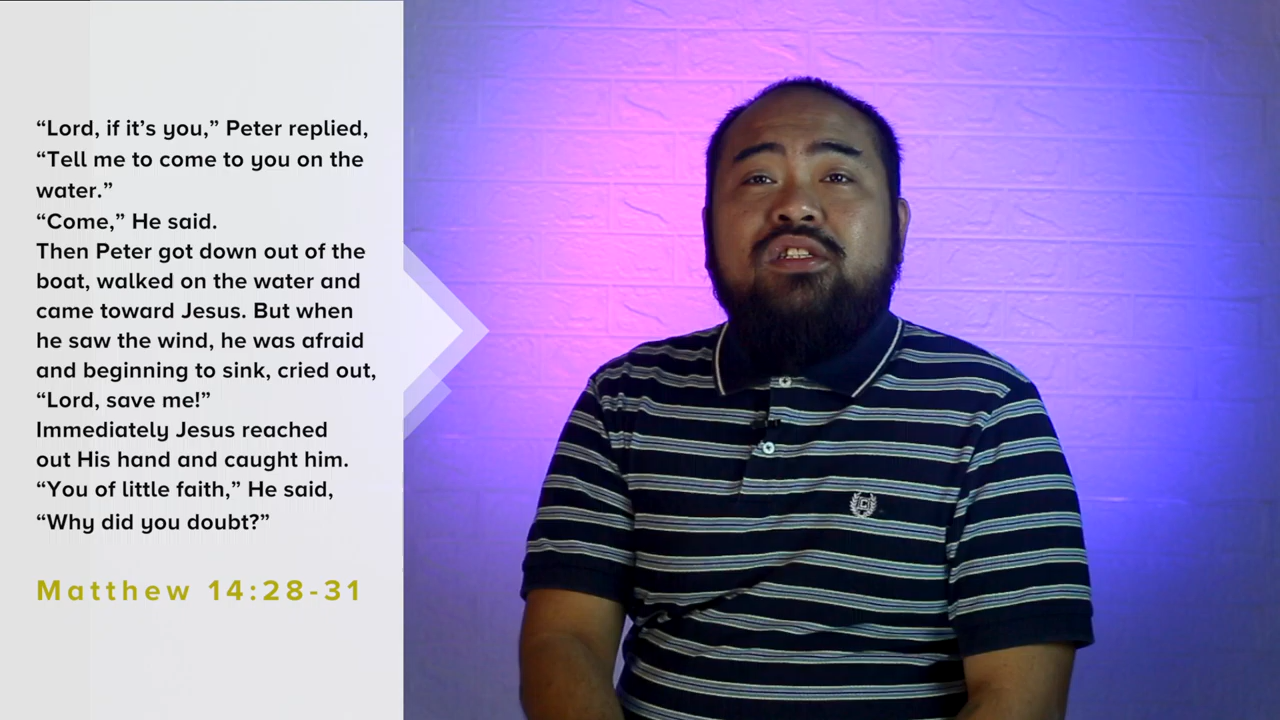 “Lord, if it’s you,” Peter replied,
“Tell me to come to you on the
water.”
“Come,” He said.
Then Peter got down out of the
boat, walked on the water and
came toward Jesus. But when
he saw the wind, he was afraid
and beginning to sink, cried out,
“Lord, save me!”
Immediately Jesus reached
out His hand and caught him.
“You of little faith,” He said,
“Why did you doubt?”
Matthew 14:28-31